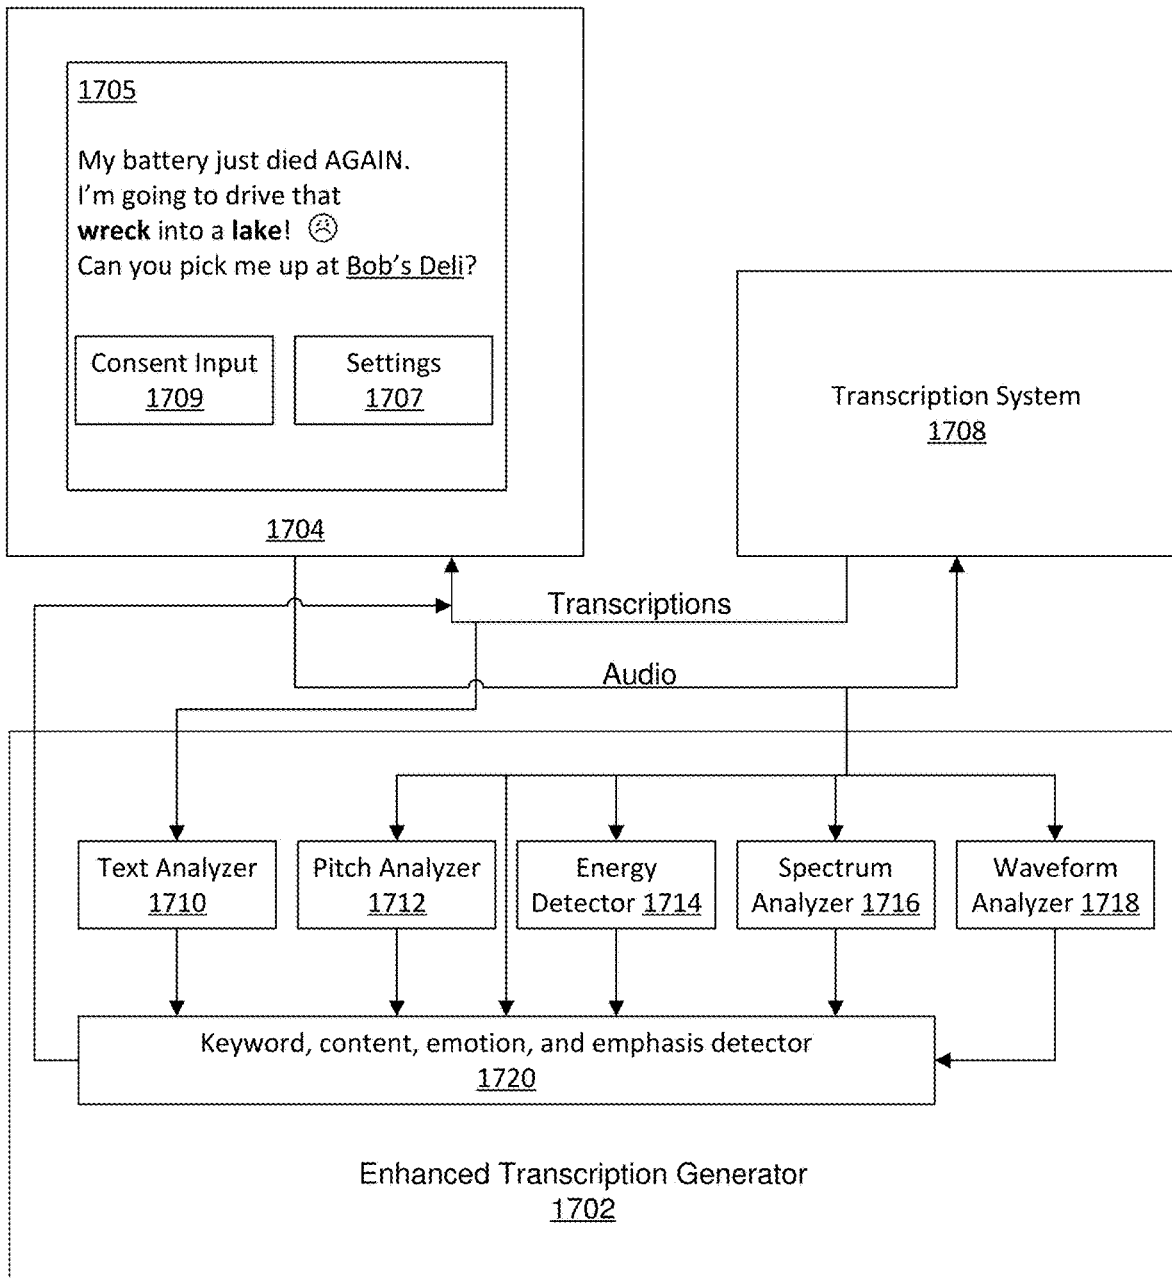 1705
My battery just died AGAIN.
I'm going to drive that
wreck into a lake! ☹
Can you pick me up at Bob's Deli?
Consent Input
1709
Settings
1707
1704
Transcription System
1708
Transcriptions
Audio
Text Analyzer
1710
Pitch Analyzer
1712
Energy
Detector 1714
Spectrum
Analyzer 1716
Waveform
Analyzer 1718
Keyword, content, emotion, and emphasis detector
1720
Enhanced Transcription Generator
1702